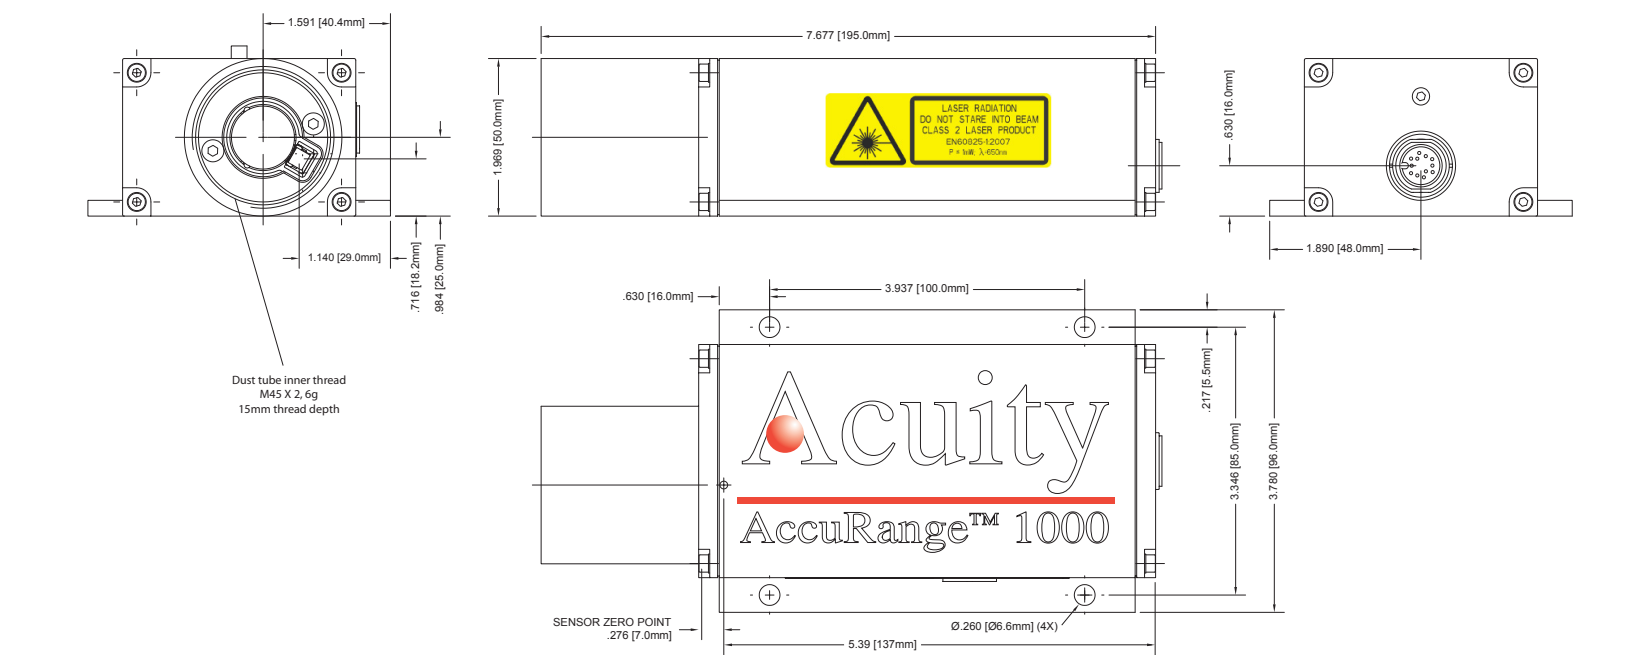 1.591 [40.4mm]
1.140 [29.0mm]
.716 [18.2mm]
.984 [25.0mm]
Dust tube inner thread
M45 X 2, 6g
15mm thread depth
7.677 [195.0mm]
1.969 [50.0mm]
LASER RADIATION
DO NOT STARE INTO BEAM
CLASS 2 LASER PRODUCT
EN60825-1:2007
P < 1mW; λ-650nm
.630 [16.0mm]
1.890 [48.0mm]
.630 [16.0mm]
3.937 [100.0mm]
.217 [5.5mm]
3.346 [85.0mm]
3.780 [96.0mm]
Acuity
AccuRange™ 1000
SENSOR ZERO POINT
.276 [7.0mm]
Ø.260 [Ø6.6mm] (4X)
5.39 [137mm]